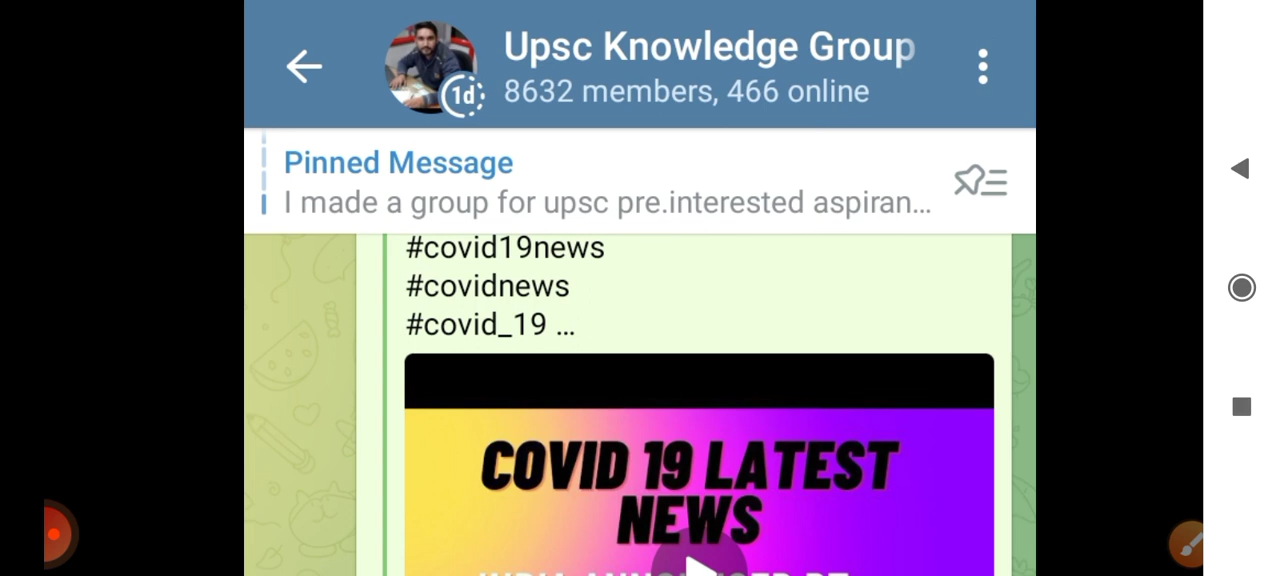 Upsc Knowledge Group
1d
8632 members, 466 online
Pinned Message
I made a group for upsc pre.interested aspiran...
#covid19news
#covidnews
#covid_19 ...
COVID 19 LATEST
NEWS
INDIA